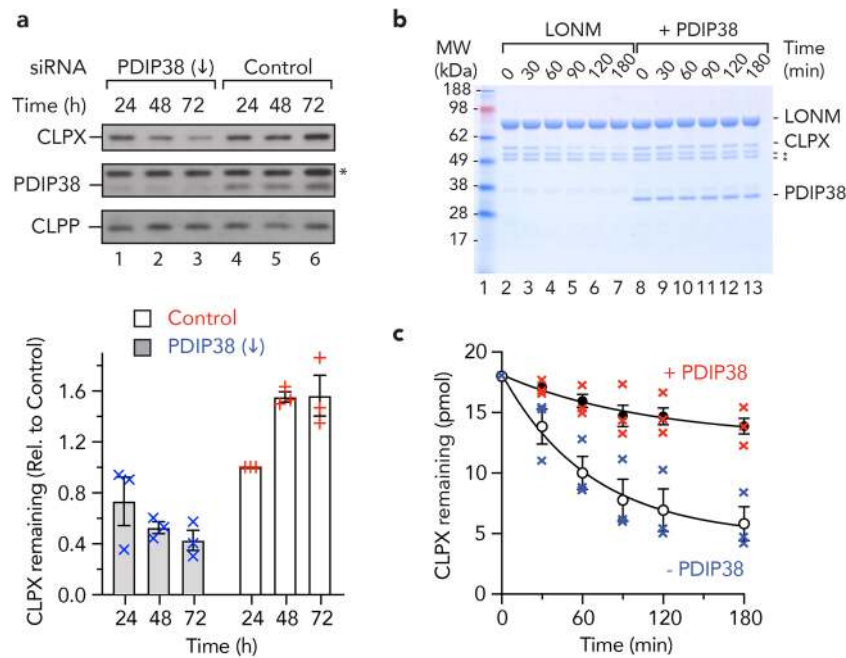 a
siRNA PDIP38 (↓) Control
Time (h) 24 48 72 24 48 72
CLPX
*
PDIP38
CLPP
1 2 3 4 5 6
Control
PDIP38 (↓)
CLPX remaining (Rel. to Control)
1.6
1.2
0.8
0.4
0.0
24 48 72 24 48 72
Time (h)
b
LONM + PDIP38
MW (kDa) 0 30 60 90 120 180 0 30 60 90 120 180 Time (min)
188
98 LONM
62 CLPX
49 *
38 PDIP38
28
17
1 2 3 4 5 6 7 8 9 10 11 12 13
c
CLPX remaining (pmol)
20
15
10
5
0
+ PDIP38
- PDIP38
0 60 120 180
Time (min)